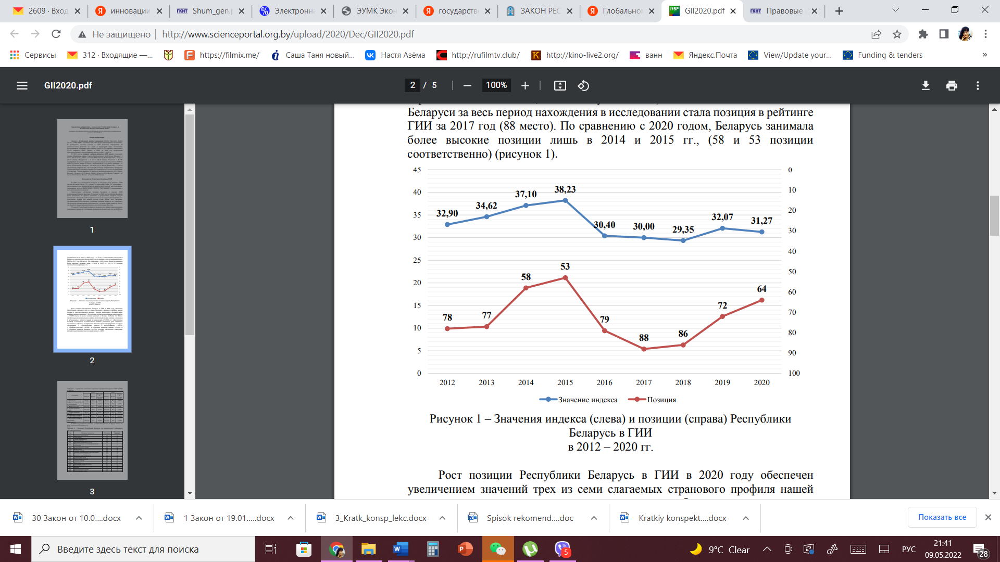 2609 · Вход
инновации
Shum_gen.p
Электронна
ЭУМК Экон
государств
ЗАКОН РЕС
Глобально
GII2020.pdf
Правовые
Не защищено | http://www.scienceportal.org.by/upload/2020/Dec/GII2020.pdf
Сервисы
312 · Входящие —...
https://filmix.me/
Саша Таня новый...
Настя Азёма
http://rufilmtv.club/
http://kino-live2.org/
ванн
Яндекс.Почта
View/Update your...
Funding & tenders
»
GII2020.pdf
2 / 5
100%
Беларуси за весь период нахождения в исследовании стала позиция в рейтинге
ГИИ за 2017 год (88 место). По сравнению с 2020 годом, Беларусь занимала
более высокие позиции лишь в 2014 и 2015 гг., (58 и 53 позиции
соответственно) (рисунок 1).
45
40
35
30
25
20
15
10
5
0
0
10
20
30
40
50
60
70
80
90
100
32,90
34,62
37,10
38,23
30,40
30,00
29,35
32,07
31,27
78
77
58
53
79
88
86
72
64
2012 2013 2014 2015 2016 2017 2018 2019 2020
Значение индекса Позиция
Рисунок 1 – Значения индекса (слева) и позиции (справа) Республики
Беларусь в ГИИ
в 2012 – 2020 гг.
Рост позиции Республики Беларусь в ГИИ в 2020 году обеспечен
увеличением значений трех из семи слагаемых странового профиля нашей
1
2
3
30 Закон от 10.0....docx
1 Закон от 19.01.....docx
3_Kratk_konsp_lekc.docx
Spisok rekomend....doc
Kratkiy konspekt....docx
Показать все
Введите здесь текст для поиска
5
9°C Clear
РУС
21:41
09.05.2022
28